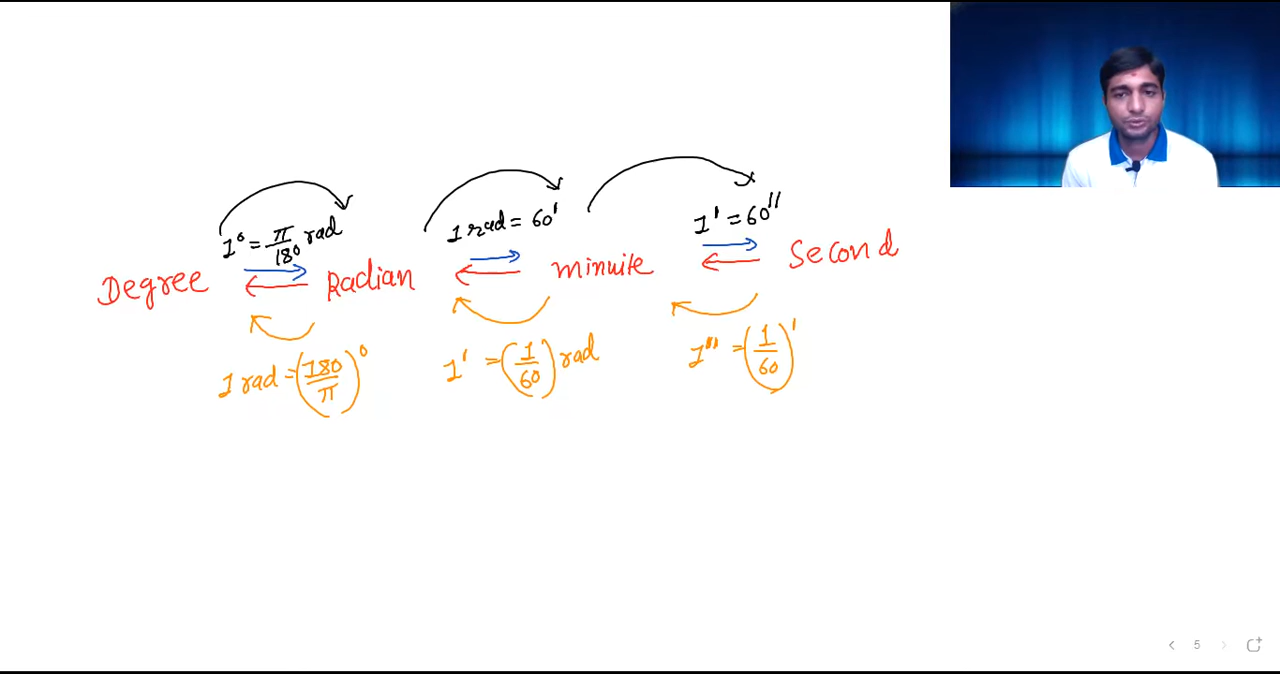 1° = π/180 rad
1 rad = 60'
1' = 60''
Degree Radian minuite Second
1 rad = (180/π)°
1' = (1/60) rad
1''' = (1/60)'
5